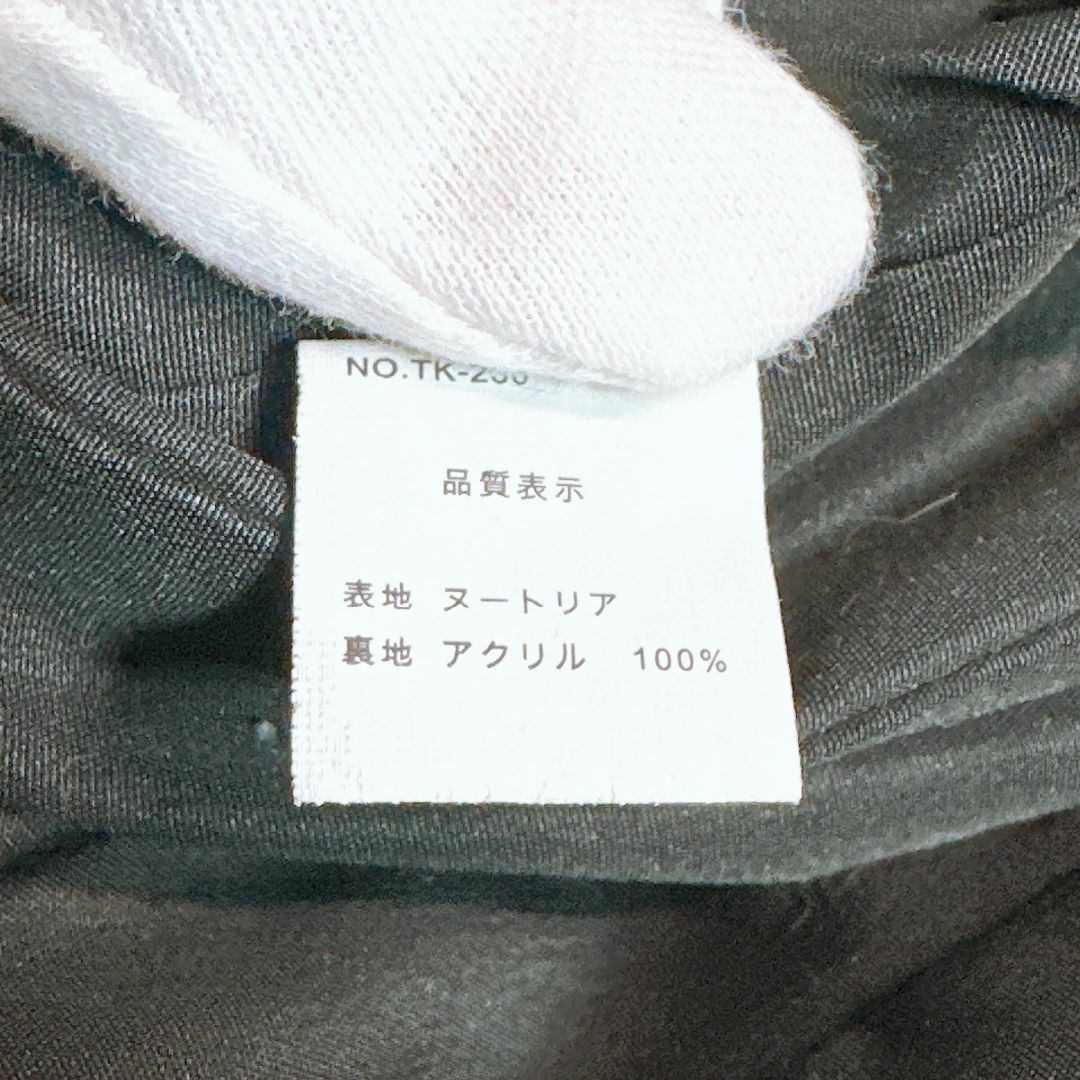 品質表示
表地 ヌートリア
裏地 アクリル 100%